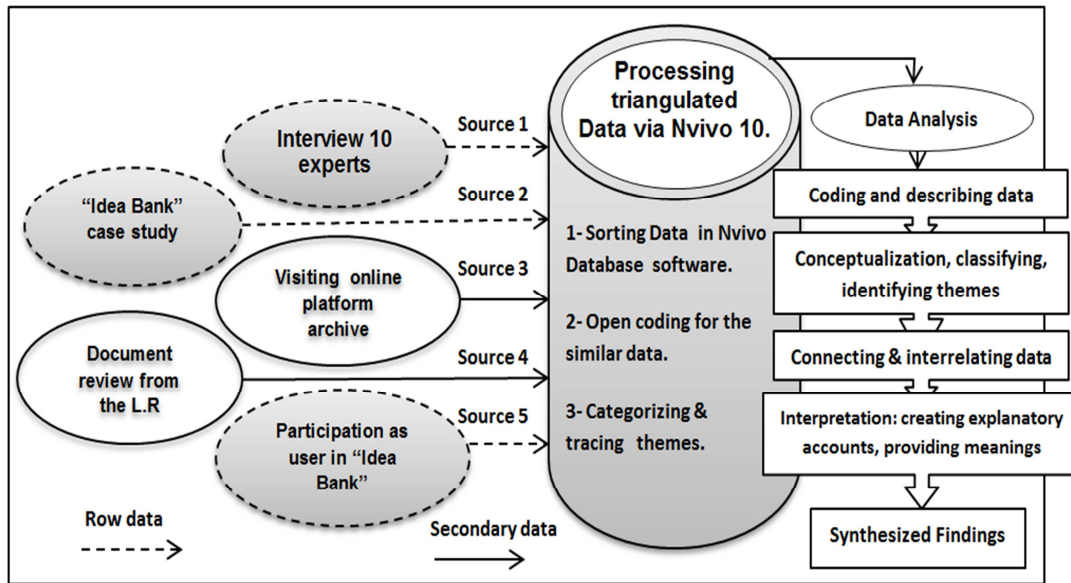 Interview 10
experts
Source 1
“Idea Bank”
case study
Source 2
Visiting online
platform
archive
Source 3
Document
review from
the L.R
Source 4
Participation as
user in “Idea
Bank”
Source 5
Row data
Secondary data
Processing
triangulated
Data via Nvivo 10.
1- Sorting Data in Nvivo
Database software.
2- Open coding for the
similar data.
3- Categorizing &
tracing themes.
Data Analysis
Coding and describing data
Conceptualization, classifying,
identifying themes
Connecting & interrelating data
Interpretation: creating explanatory
accounts, providing meanings
Synthesized Findings